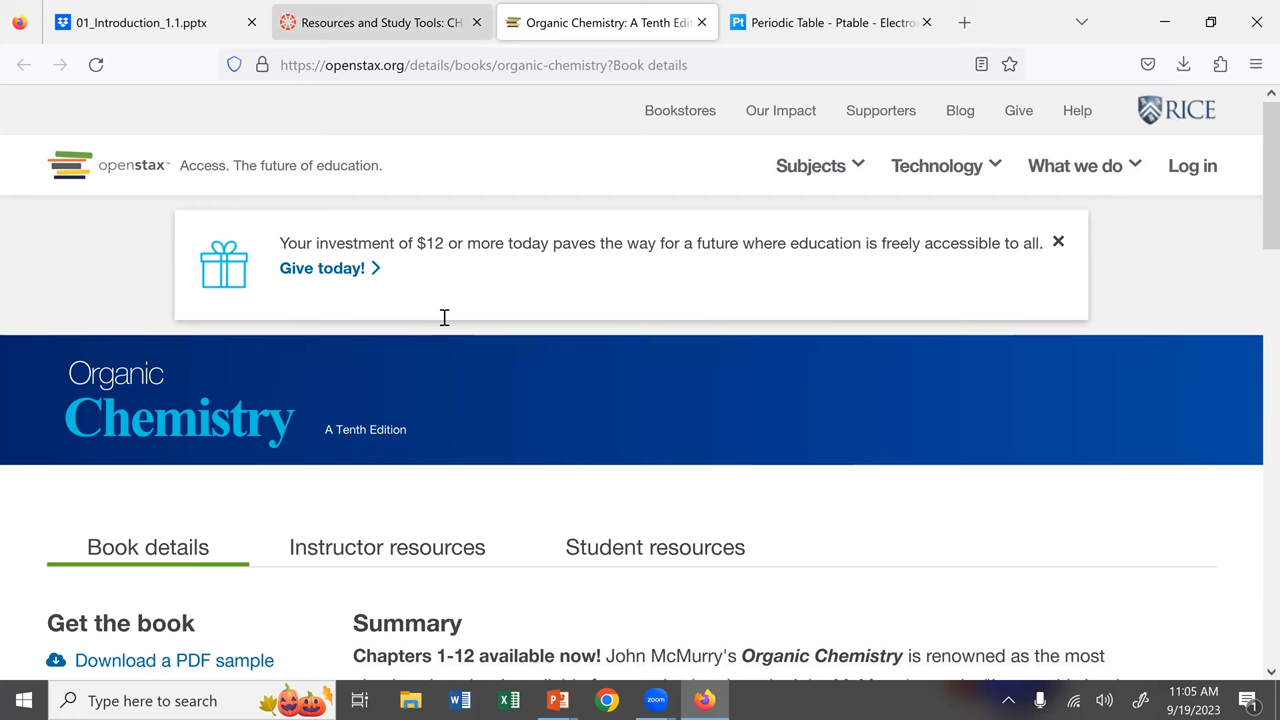 01_Introduction_1.1.pptx
Resources and Study Tools: CH
Organic Chemistry: A Tenth Edit
Pt Periodic Table - Ptable - Electro
https://openstax.org/details/books/organic-chemistry?Book details
Bookstores Our Impact Supporters Blog Give Help RICE
openstax™ Access. The future of education. Subjects Technology What we do Log in
Your investment of $12 or more today paves the way for a future where education is freely accessible to all.
Give today!
Organic
Chemistry A Tenth Edition
Book details Instructor resources Student resources
Get the book Summary
Download a PDF sample Chapters 1-12 available now! John McMurry's Organic Chemistry is renowned as the most
Type here to search 11:05 AM
9/19/2023